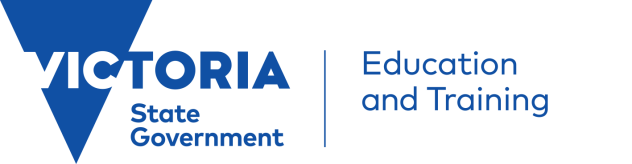 VICTORIA
State
Government
Education
and Training